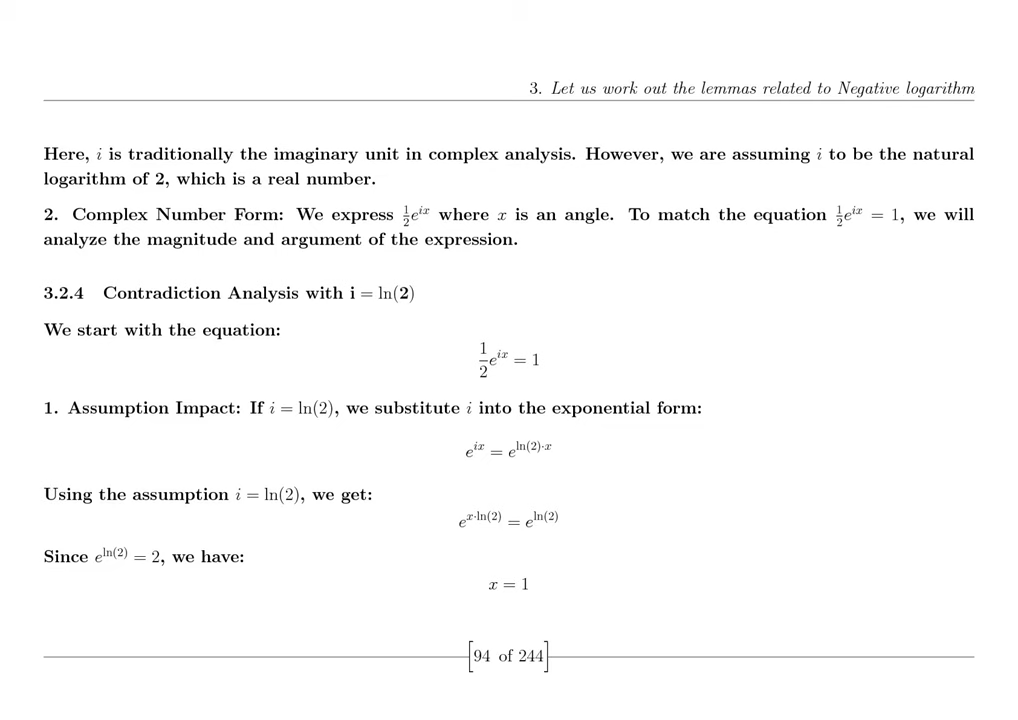 3. Let us work out the lemmas related to Negative logarithm
Here, i is traditionally the imaginary unit in complex analysis. However, we are assuming i to be the natural
logarithm of 2, which is a real number.
2. Complex Number Form: We express \frac{1}{2}e^{ix} where x is an angle. To match the equation \frac{1}{2}e^{ix} = 1, we will
analyze the magnitude and argument of the expression.
3.2.4 Contradiction Analysis with i = ln(2)
We start with the equation:
\frac{1}{2}e^{ix} = 1
1. Assumption Impact: If i = ln(2), we substitute i into the exponential form:
e^{ix} = e^{ln(2)·x}
Using the assumption i = ln(2), we get:
e^{x·ln(2)} = e^{ln(2)}
Since e^{ln(2)} = 2, we have:
x = 1
[94 of 244]